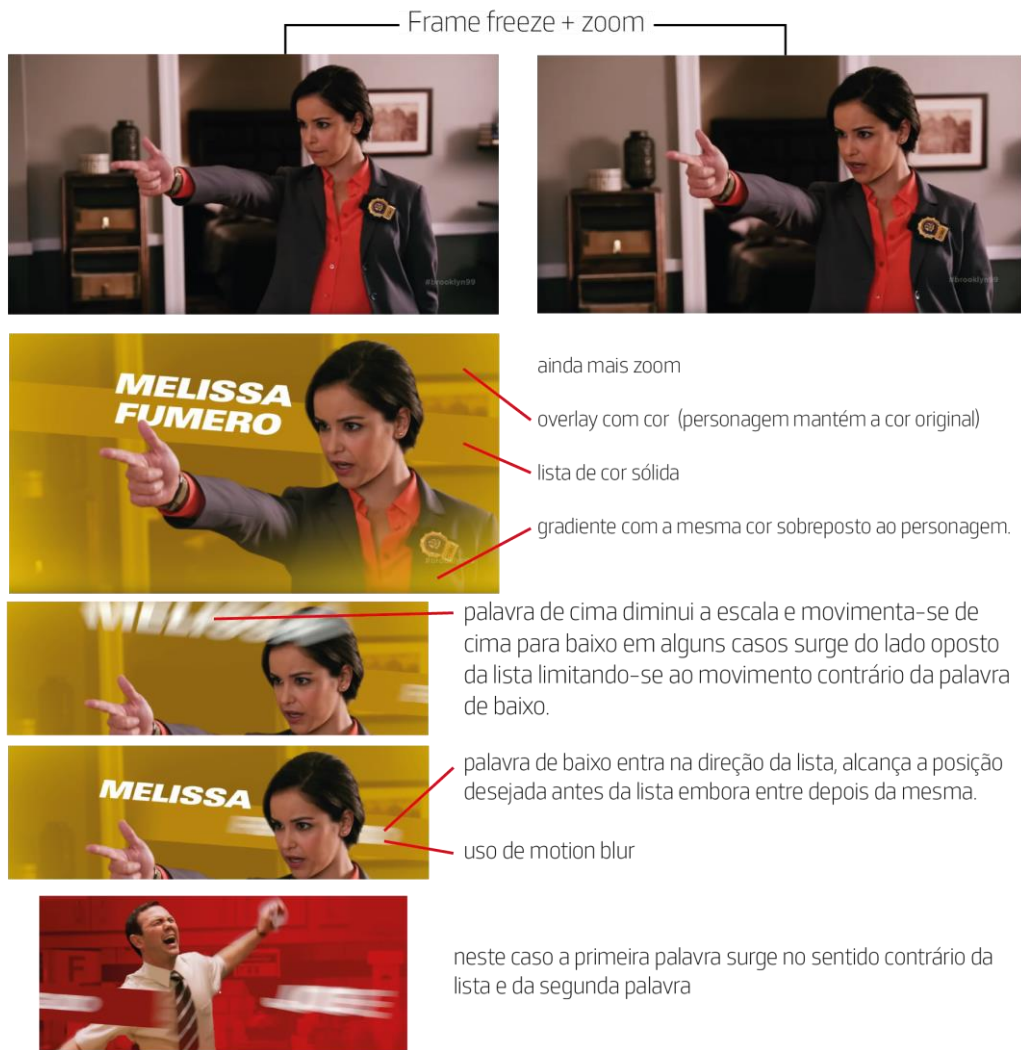 Frame freeze + zoom
#brooklyn99
#brooklyn99
MELISSA
FUMERO
ainda mais zoom
overlay com cor (personagem mantém a cor original)
lista de cor sólida
gradiente com a mesma cor sobreposto ao personagem.
palavra de cima diminui a escala e movimenta-se de
cima para baixo em alguns casos surge do lado oposto
da lista limitando-se ao movimento contrário da palavra
de baixo.
MELISSA
palavra de baixo entra na direção da lista, alcança a posição
desejada antes da lista embora entre depois da mesma.
uso de motion blur
neste caso a primeira palavra surge no sentido contrário da
lista e da segunda palavra